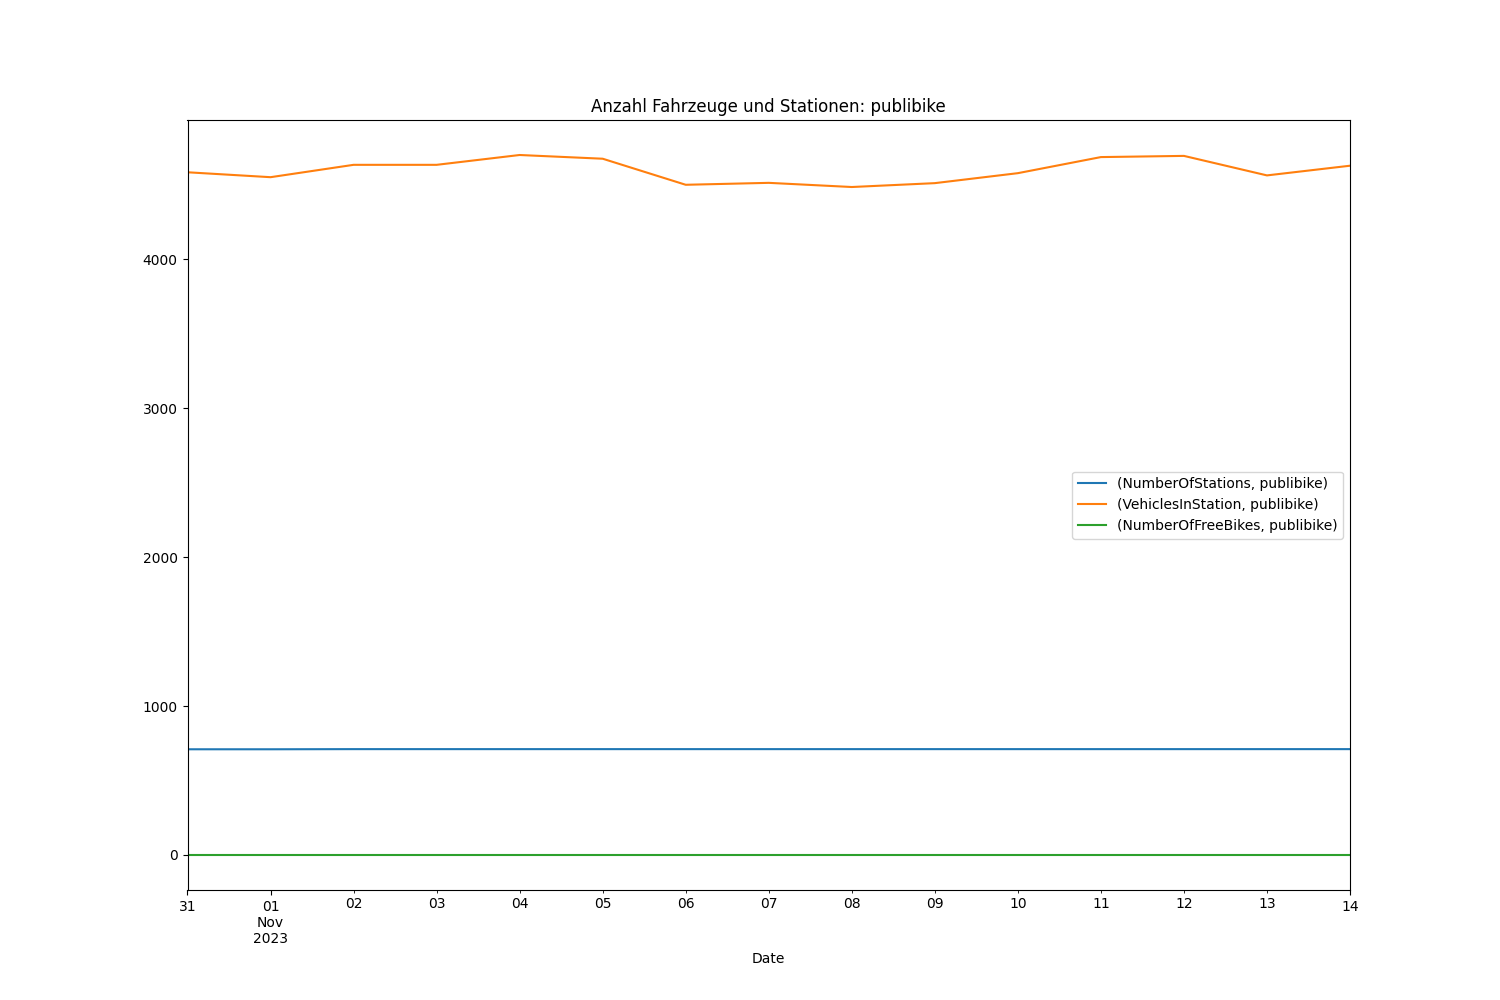 Anzahl Fahrzeuge und Stationen: publibike
4000
3000
2000
1000
0
(NumberOfStations, publibike)
(VehiclesInStation, publibike)
(NumberOfFreeBikes, publibike)
31 01 02 03 04 05 06 07 08 09 10 11 12 13 14
Nov
2023
Date